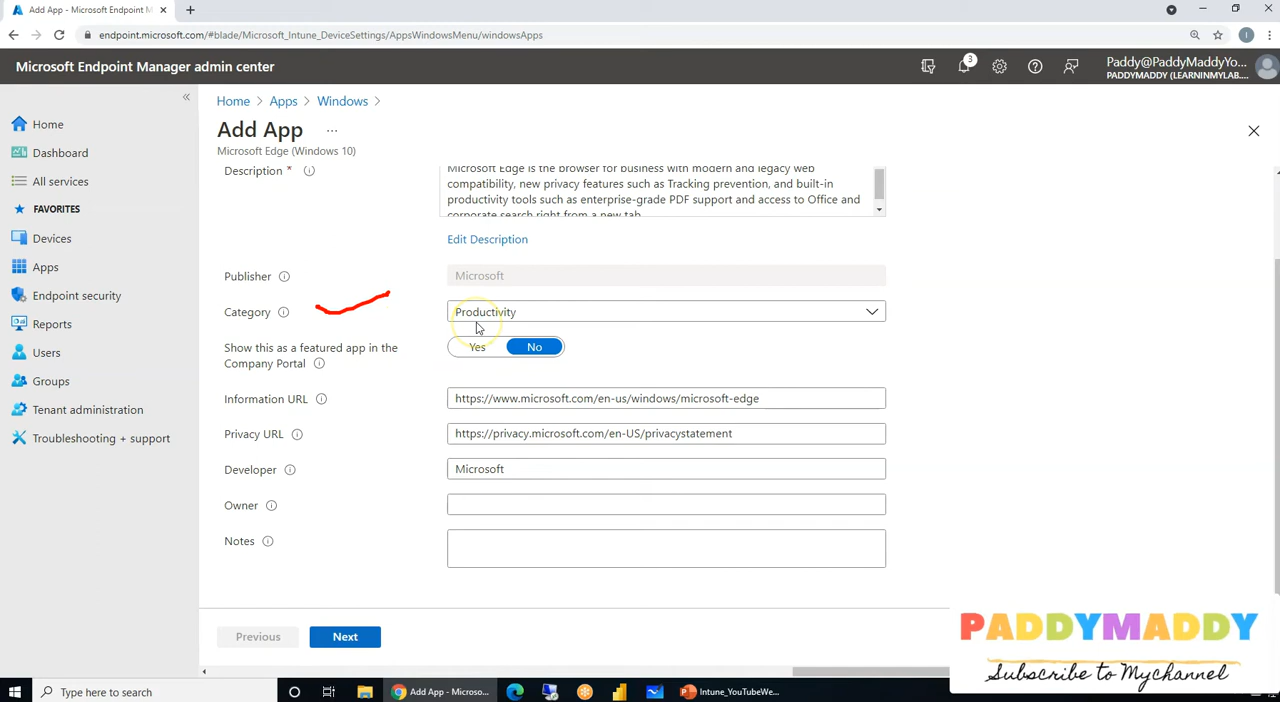 Add App - Microsoft Endpoint M
endpoint.microsoft.com/#blade/Microsoft_Intune_DeviceSettings/AppsWindowsMenu/windowsApps
Microsoft Endpoint Manager admin center
3
Paddy@PaddyMaddyYo...
PADDYMADDY (LEARNINMYLAB....
Home
Dashboard
All services
FAVORITES
Devices
Apps
Endpoint security
Reports
Users
Groups
Tenant administration
Troubleshooting + support
Home > Apps > Windows >
Add App ...
Microsoft Edge (Windows 10)
Description *
Microsoft Edge is the browser for business with modern and legacy web
compatibility, new privacy features such as Tracking prevention, and built-in
productivity tools such as enterprise-grade PDF support and access to Office and
corporate search right from a new tab.
Edit Description
Publisher
Microsoft
Category
Productivity
Show this as a featured app in the
Company Portal
Yes No
Information URL
https://www.microsoft.com/en-us/windows/microsoft-edge
Privacy URL
https://privacy.microsoft.com/en-US/privacystatement
Developer
Microsoft
Owner
Notes
Previous
Next
PADDYMADDY
Subscribe to Mychannel
Type here to search
Add App - Microso...
Intune_YouTubeWe...